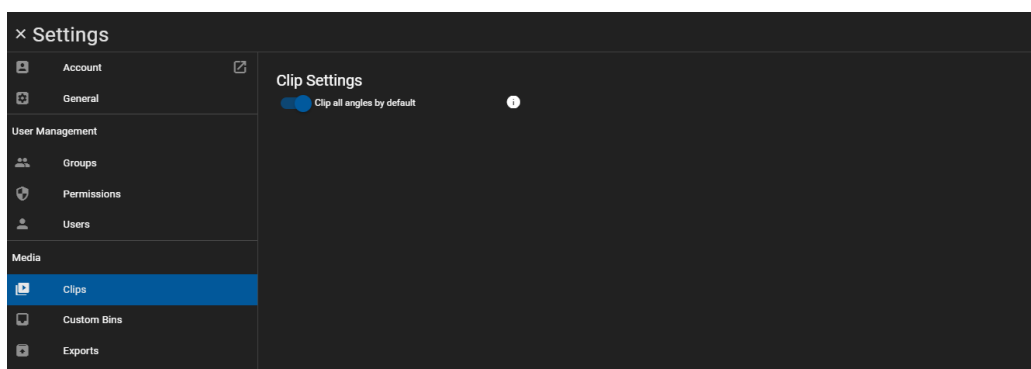 × Settings
Account
General
User Management
Groups
Permissions
Users
Media
Clips
Custom Bins
Exports
Clip Settings
Clip all angles by default